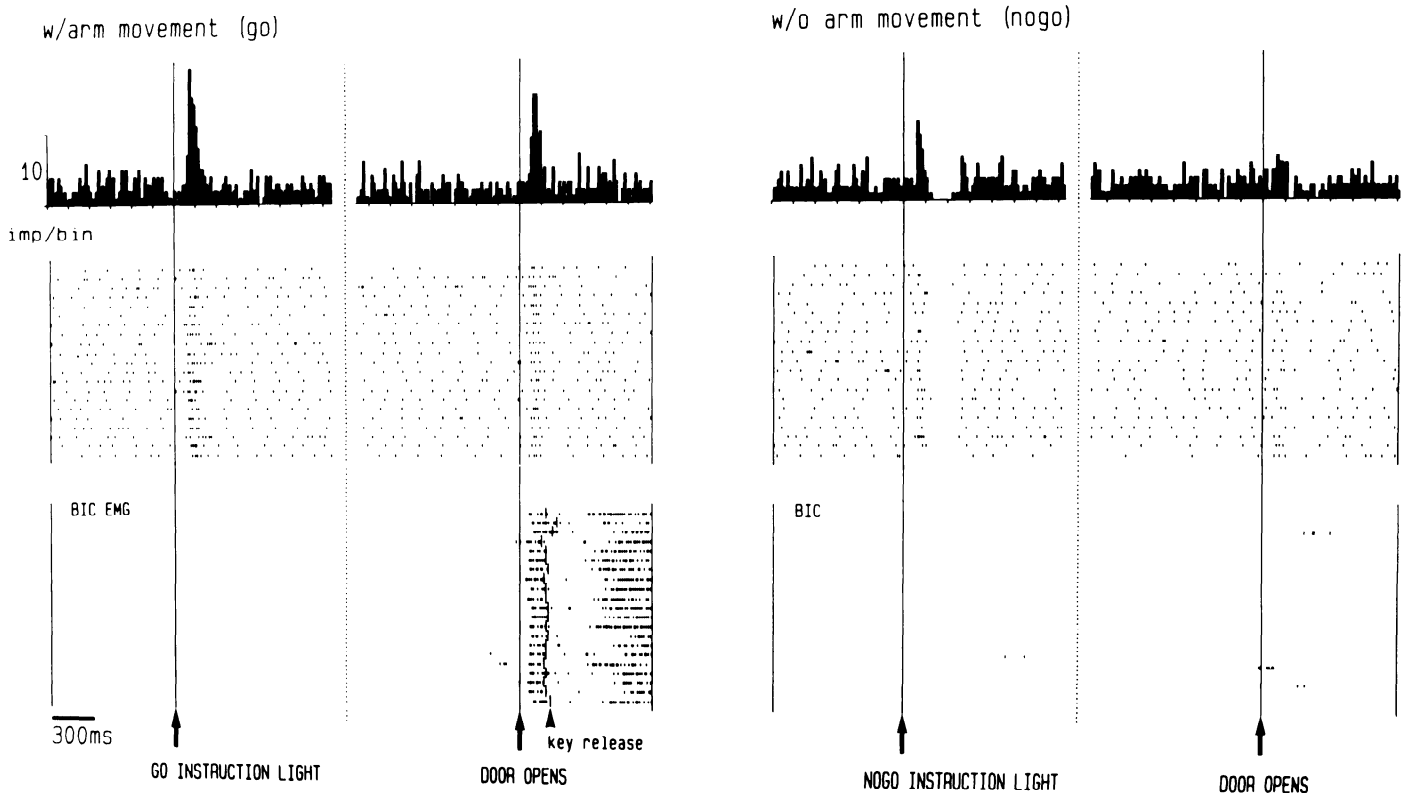 w/arm movement (go)
w/o arm movement (nogo)
10
imp/bin
BIC EMG
BIC
300ms
key release
GO INSTRUCTION LIGHT
DOOR OPENS
NOGO INSTRUCTION LIGHT
DOOR OPENS